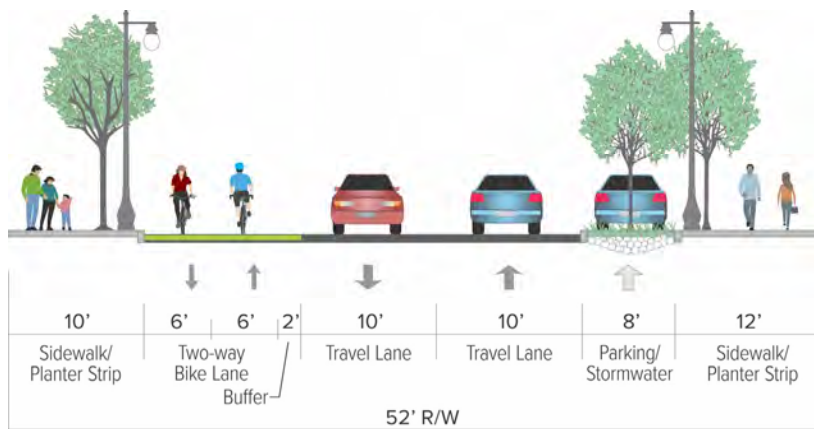 10’ 6’ 6’ 2’ 10’ 10’ 8’ 12’
Sidewalk/
Planter Strip
Two-way
Bike Lane
Buffer
Travel Lane
Travel Lane
Parking/
Stormwater
Sidewalk/
Planter Strip
52’ R/W